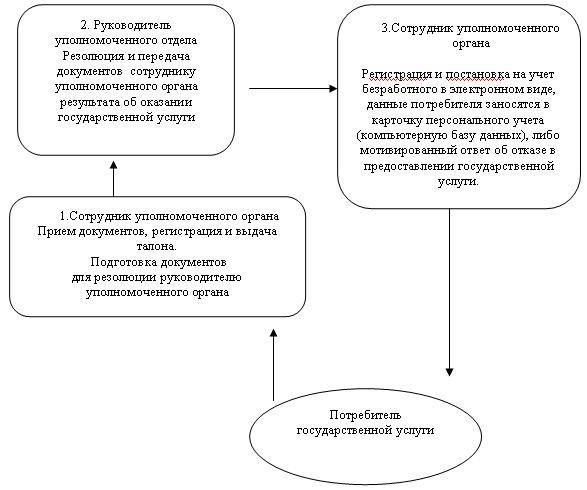 2. Руководитель
уполномоченного отдела
Резолюция и передача
документов сотруднику
уполномоченного органа
результата об оказании
государственной услуги
3.Сотрудник уполномоченного
органа
Регистрация и постановка на учет
безработного в электронном виде,
данные потребителя заносятся в
карточку персонального учета
(компьютерную базу данных), либо
мотивированный ответ об отказе в
предоставлении государственной
услуги.
1.Сотрудник уполномоченного органа
Прием документов, регистрация и выдача
талона.
Подготовка документов
для резолюции руководителю
уполномоченного органа
Потребитель
государственной услуги